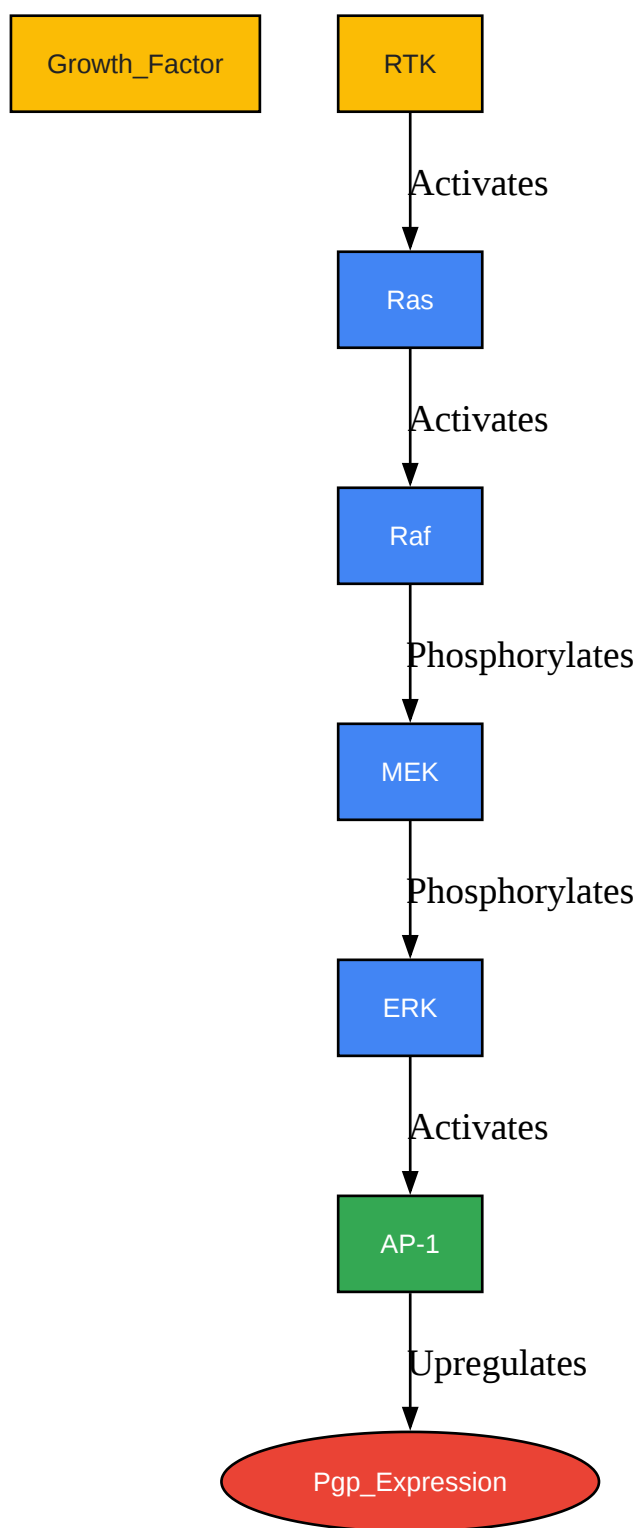 Growth_Factor
RTK
Activates
Ras
Activates
Raf
Phosphorylates
MEK
Phosphorylates
ERK
Activates
AP-1
Upregulates
Pgp_Expression